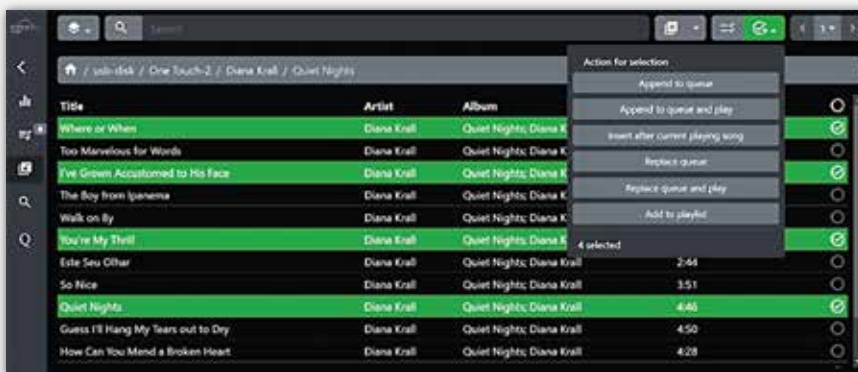 Search
1
/ usb-disk / One Touch-2 / Diana Krall / Quiet Nights
Action for selection
Append to queue
Append to queue and play
Insert after current playing song
Replace queue
Replace queue and play
Add to playlist
4 selected
Title Artist Album
Where or When Diana Krall Quiet Nights; Diana K
Too Marvelous for Words Diana Krall Quiet Nights; Diana K
I've Grown Accustomed to His Face Diana Krall Quiet Nights; Diana K
The Boy from Ipanema Diana Krall Quiet Nights; Diana K
Walk on By Diana Krall Quiet Nights; Diana K
You're My Thrill Diana Krall Quiet Nights; Diana K
Este Seu Olhar Diana Krall Quiet Nights; Diana Krall 2:44
So Nice Diana Krall Quiet Nights; Diana Krall 3:51
Quiet Nights Diana Krall Quiet Nights; Diana Krall 4:46
Guess I'll Hang My Tears out to Dry Diana Krall Quiet Nights; Diana Krall 4:50
How Can You Mend a Broken Heart Diana Krall Quiet Nights; Diana Krall 4:28
Q